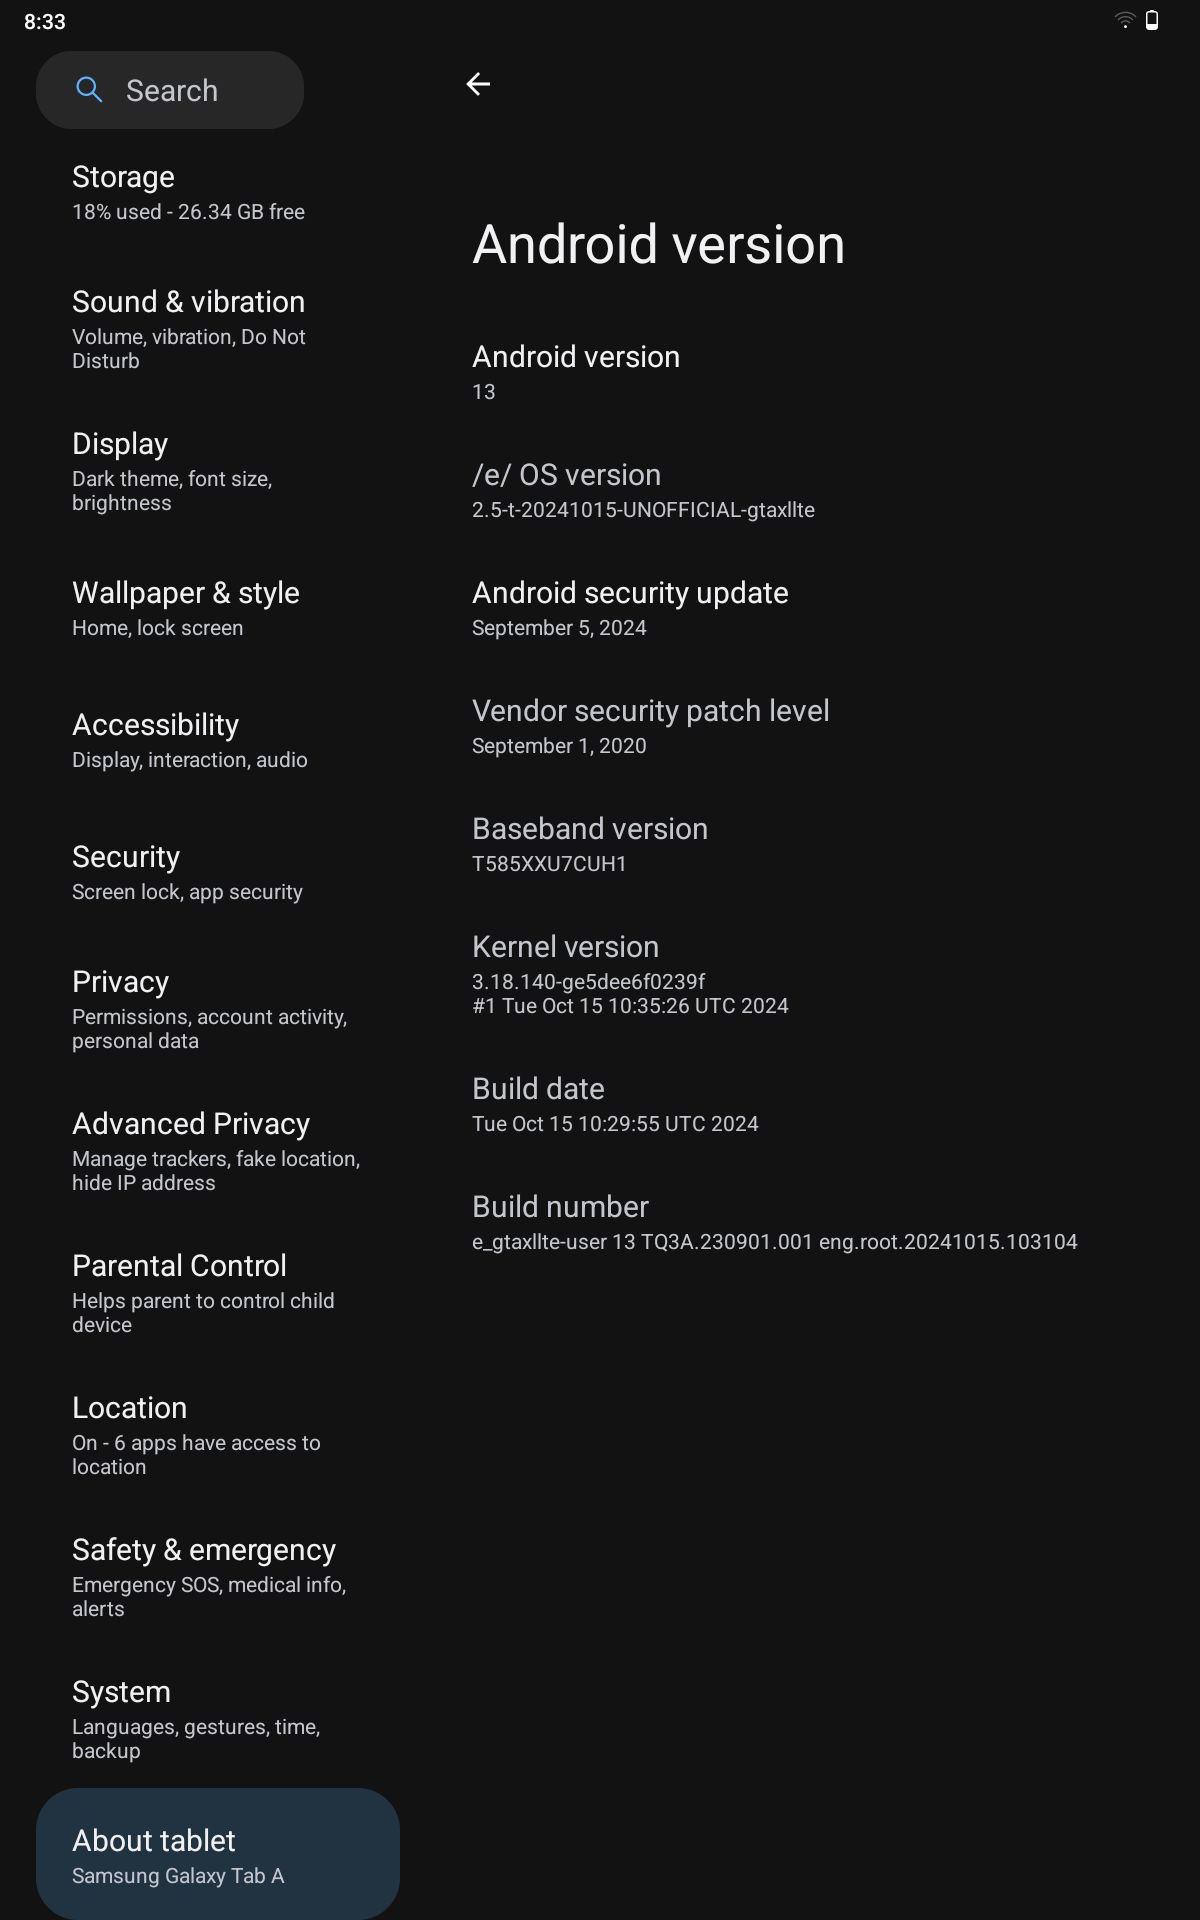 8:33
Search
Storage
18% used - 26.34 GB free
Sound & vibration
Volume, vibration, Do Not
Disturb
Display
Dark theme, font size,
brightness
Wallpaper & style
Home, lock screen
Accessibility
Display, interaction, audio
Security
Screen lock, app security
Privacy
Permissions, account activity,
personal data
Advanced Privacy
Manage trackers, fake location,
hide IP address
Parental Control
Helps parent to control child
device
Location
On - 6 apps have access to
location
Safety & emergency
Emergency SOS, medical info,
alerts
System
Languages, gestures, time,
backup
About tablet
Samsung Galaxy Tab A
Android version
Android version
13
/e/ OS version
2.5-t-20241015-UNOFFICIAL-gtaxllte
Android security update
September 5, 2024
Vendor security patch level
September 1, 2020
Baseband version
T585XXU7CUH1
Kernel version
3.18.140-ge5dee6f0239f
#1 Tue Oct 15 10:35:26 UTC 2024
Build date
Tue Oct 15 10:29:55 UTC 2024
Build number
e_gtaxllte-user 13 TQ3A.230901.001 eng.root.20241015.103104